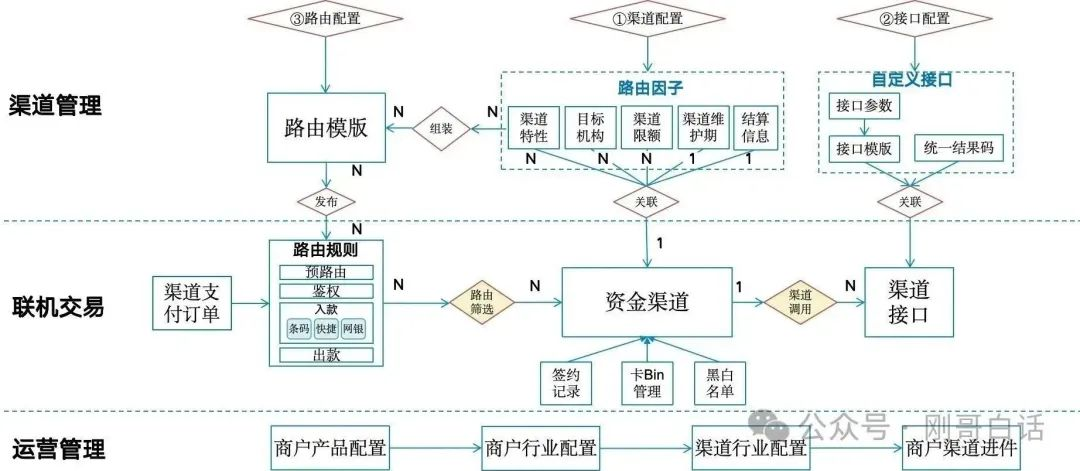 ③路由配置
①渠道配置
②接口配置
渠道管理
路由模版
N
组装
N
路由因子
渠道
特性
目标
机构
渠道
限额
渠道维
护期
结算
信息
N
N
N
1
1
自定义接口
接口参数
接口模版
统一结果码
N
发布
N
关联
1
关联
联机交易
渠道支
付订单
路由规则
预路由
鉴权
入款
条码
快捷
网银
出款
N
路由
筛选
N
资金渠道
1
渠道
调用
N
渠道
接口
签约
记录
卡Bin
管理
黑白
名单
运营管理
商户产品配置
商户行业配置
渠道行业配置
商户渠道进件
公众号·刚哥白话